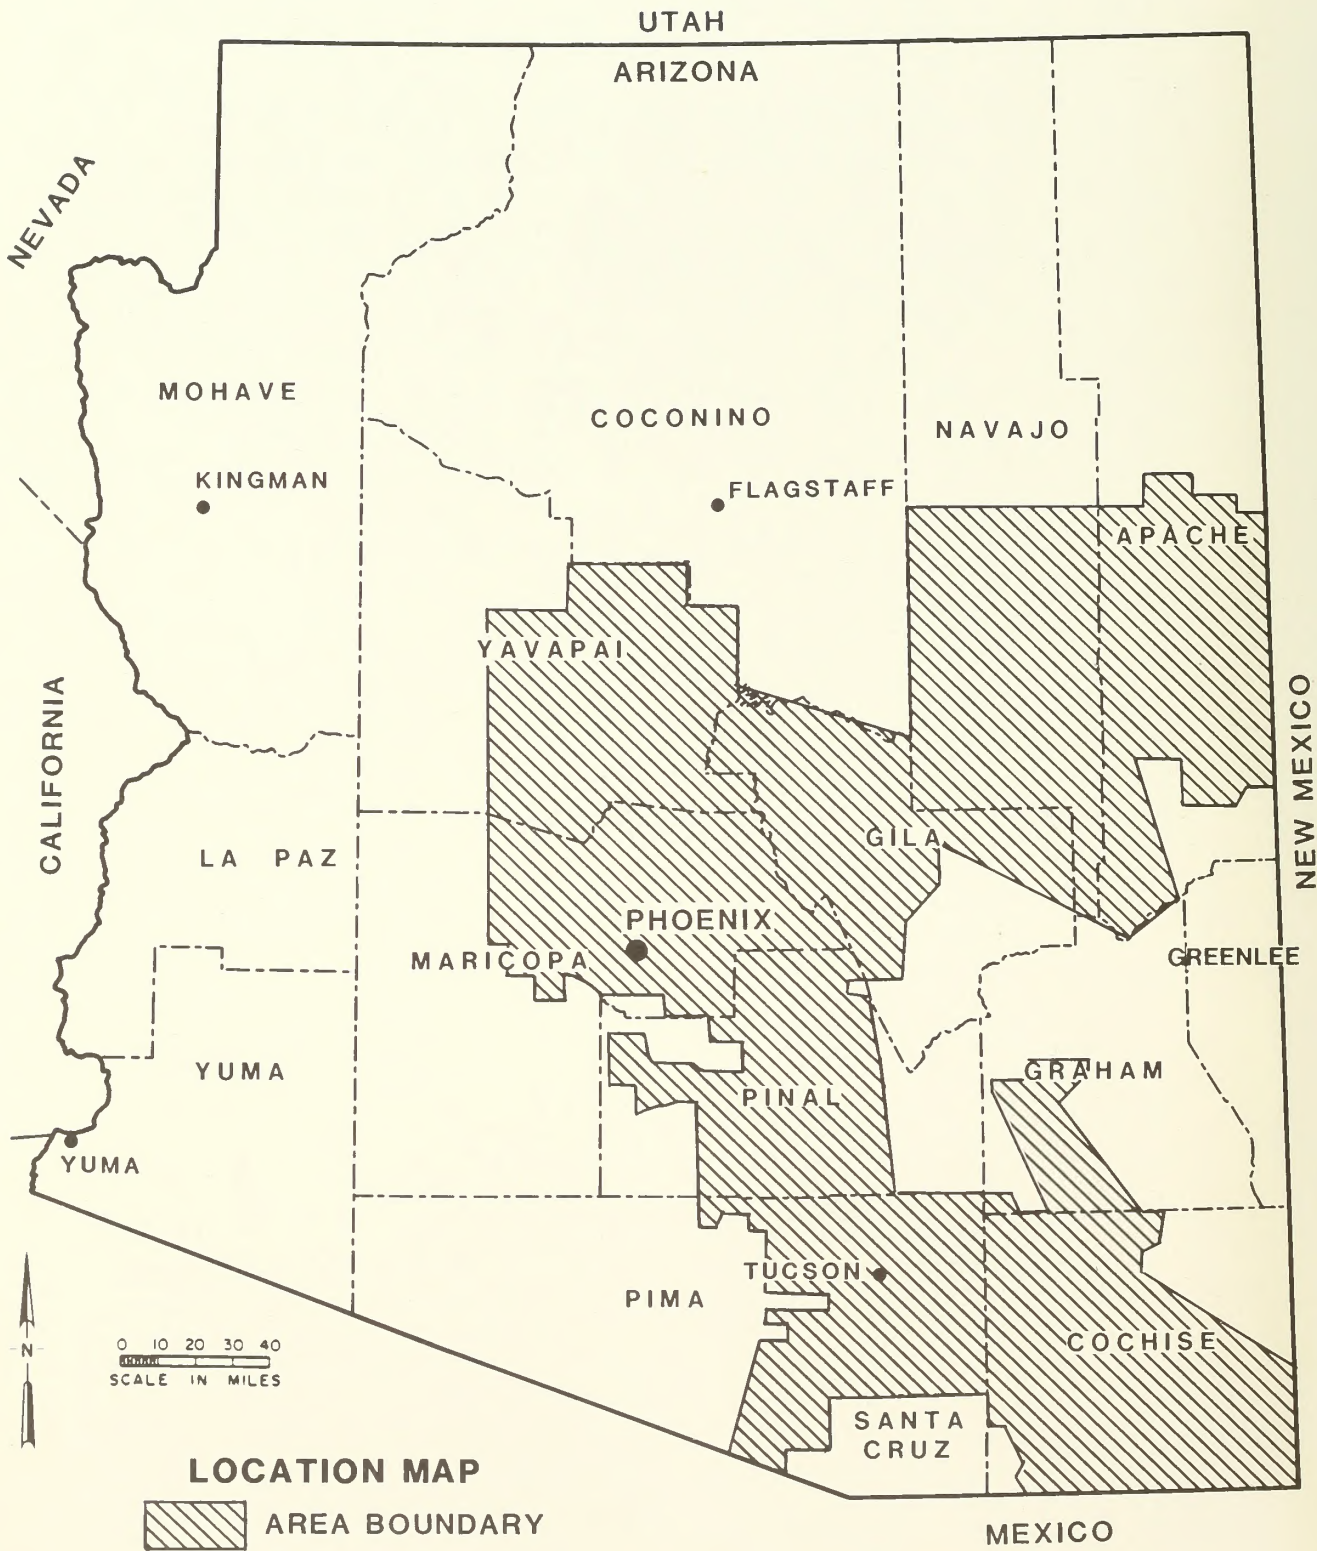 UTAH
ARIZONA
NEVADA
MOHAVE
COCONINO
NAVAJO
KINGMAN
FLAGSTAFF
APACHE
YAVAPAI
CALIFORNIA
NEW MEXICO
LA PAZ
GILA
PHOENIX
MARICOPA
GREENLEE
YUMA
GRAHAM
PINAL
YUMA
TUCSON
PIMA
COCHISE
N
0 10 20 30 40
SCALE IN MILES
SANTA
CRUZ
LOCATION MAP
AREA BOUNDARY
MEXICO